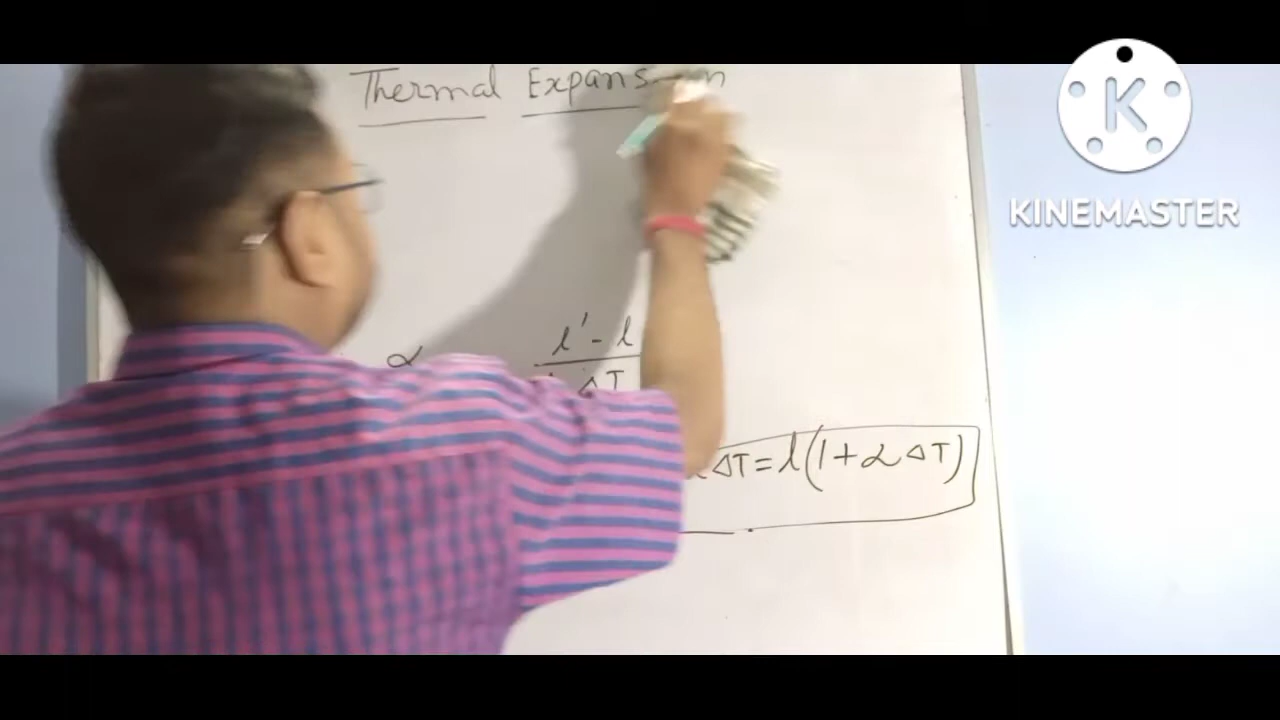 Thermal Expansion
K
KINEMASTER
α
l' - l
ΔT
ΔT = l(1 + α ΔT)